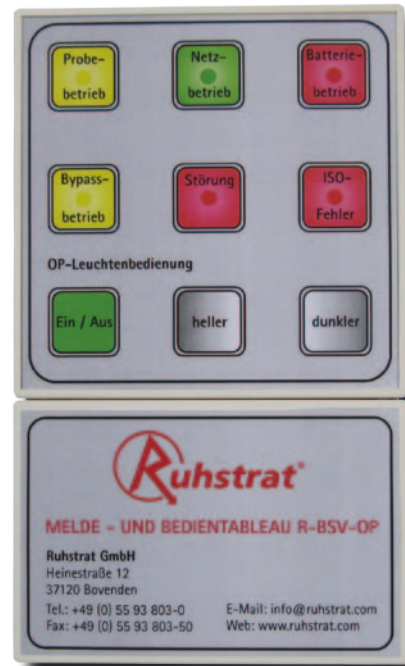 Probe-
betrieb
Netz-
betrieb
Batterie-
betrieb
Bypass-
betrieb
Störung
ISO-
Fehler
OP-Leuchtenbedienung
Ein / Aus
heller
dunkler
Ruhstrat®
MELDE - UND BEDIENTABLEAU R-BSV-OP
Ruhstrat GmbH
Heinestraße 12
37120 Bovenden
Tel.: +49 (0) 55 93 803-0 E-Mail: info@ruhstrat.com
Fax: +49 (0) 55 93 803-50 Web: www.ruhstrat.com